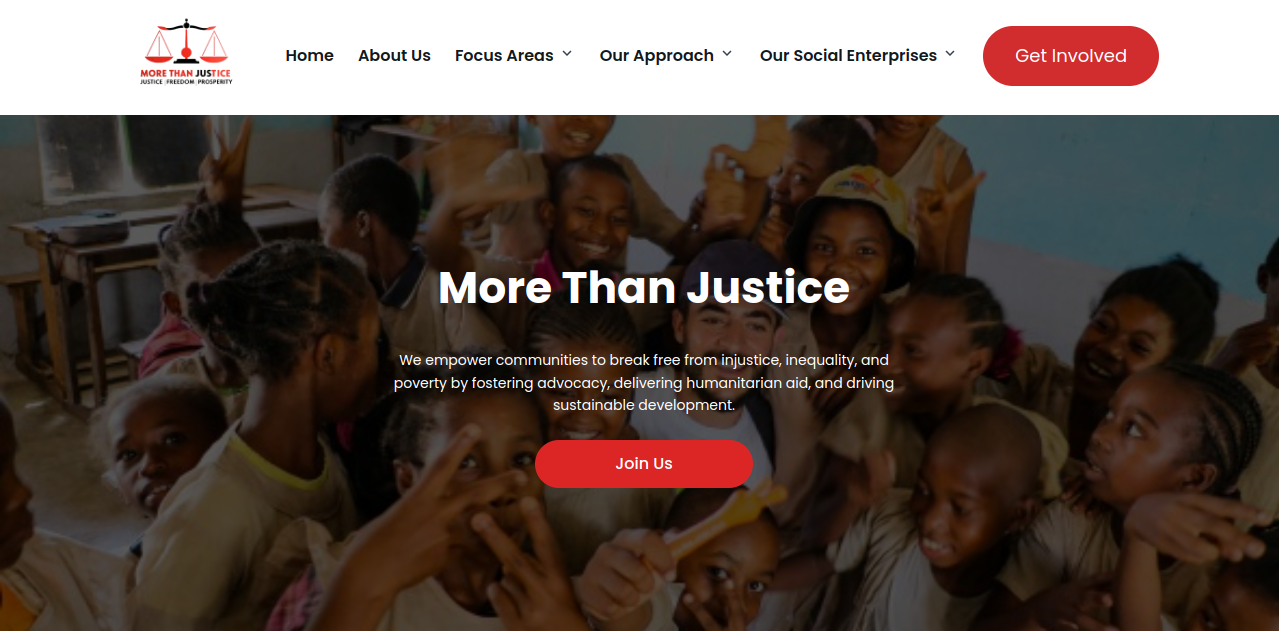 MORE THAN JUSTICE
JUSTICE FREEDOM PROSPERITY
Home
About Us
Focus Areas
Our Approach
Our Social Enterprises
Get Involved
More Than Justice
We empower communities to break free from injustice, inequality, and
poverty by fostering advocacy, delivering humanitarian aid, and driving
sustainable development.
Join Us